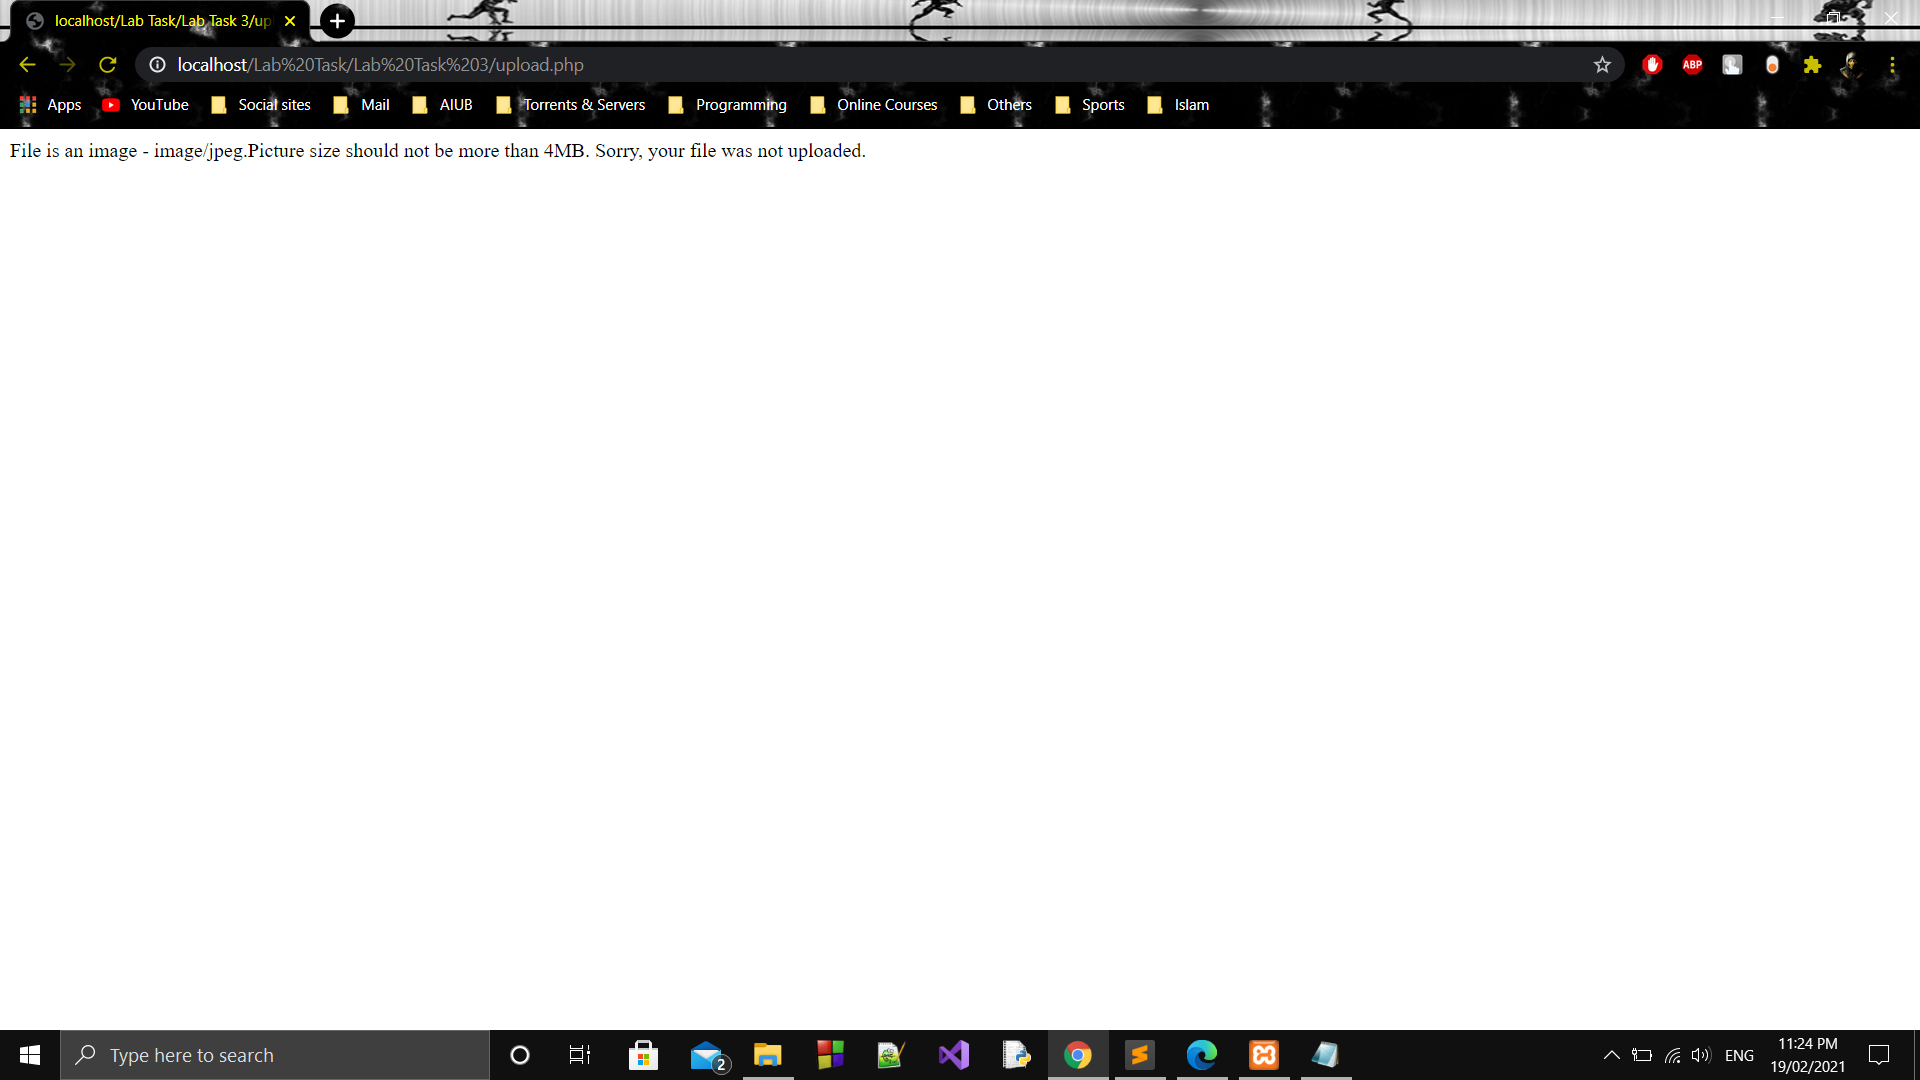 localhost/Lab Task/Lab Task 3/up
localhost/Lab%20Task/Lab%20Task%203/upload.php
ABP
Apps YouTube Social sites Mail AIUB Torrents & Servers Programming Online Courses Others Sports Islam
File is an image - image/jpeg.Picture size should not be more than 4MB. Sorry, your file was not uploaded.
Type here to search
2
ENG
11:24 PM
19/02/2021